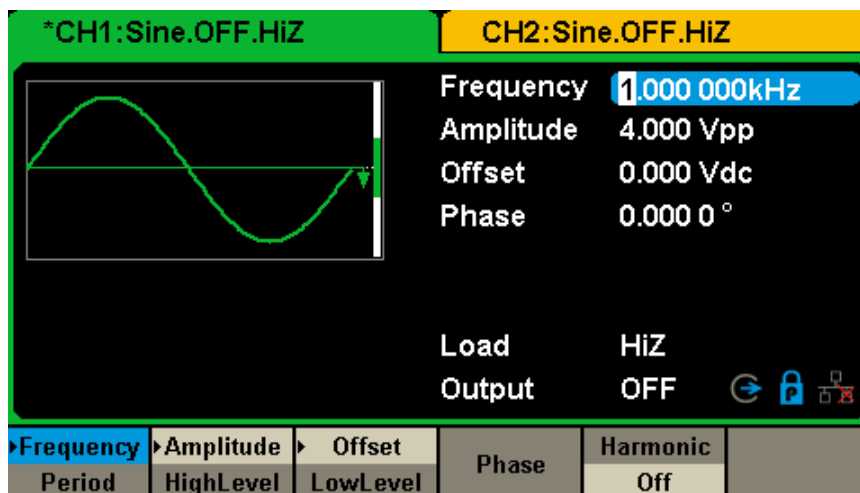 *CH1:Sine.OFF.HiZ CH2:Sine.OFF.HiZ
Frequency 1.000 000kHz
Amplitude 4.000 Vpp
Offset 0.000 Vdc
Phase 0.000 0 °
Load HiZ
Output OFF P
Frequency Amplitude Offset Phase Harmonic
Period HighLevel LowLevel Off